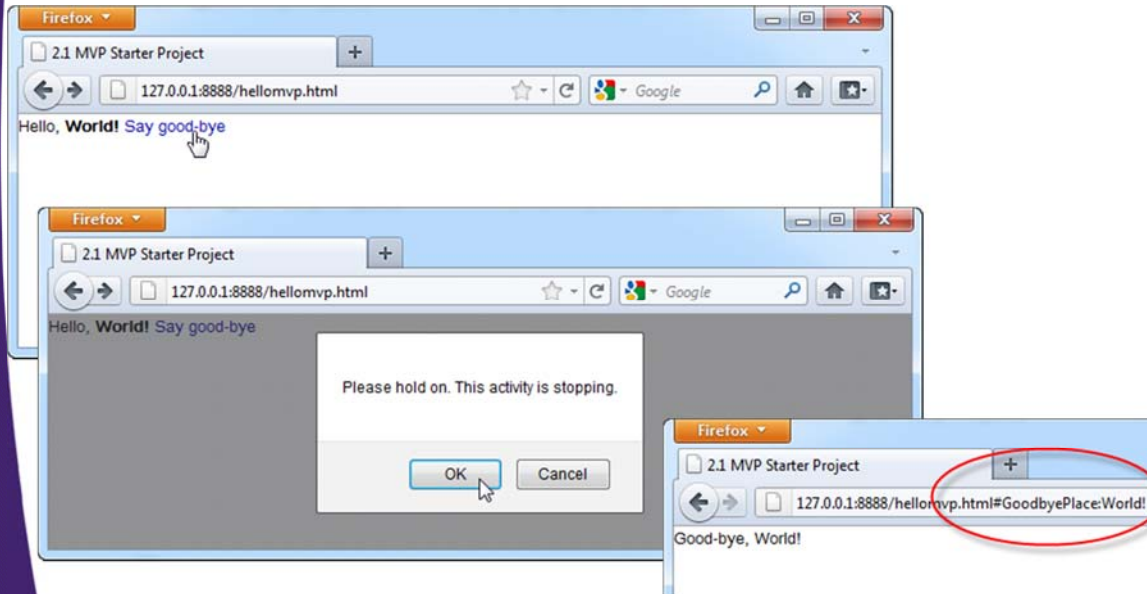 Firefox
2.1 MVP Starter Project
127.0.0.1:8888/hellomvp.html
Google
Hello, World! Say good-bye
Firefox
2.1 MVP Starter Project
127.0.0.1:8888/hellomvp.html
Google
Hello, World! Say good-bye
Please hold on. This activity is stopping.
OK Cancel
Firefox
2.1 MVP Starter Project
127.0.0.1:8888/hellomvp.html#GoodbyePlace:World!
Good-bye, World!